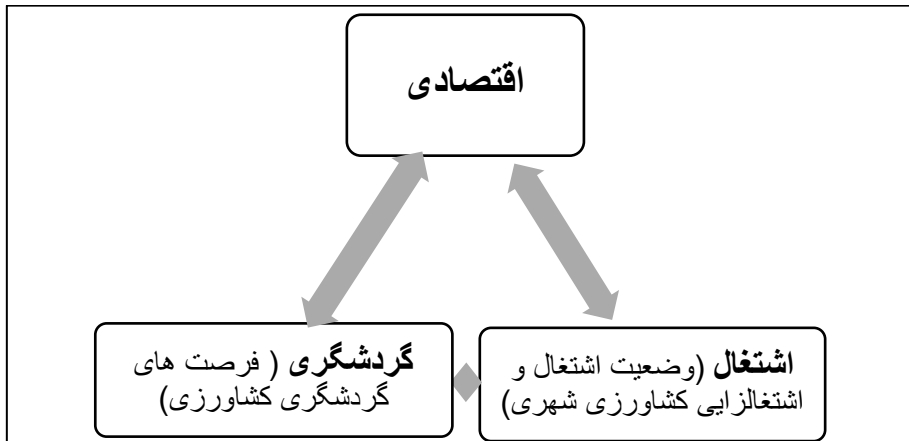 اقتصادی
اشتغال (وضعیت اشتغال و
اشتغالزایی کشاورزی شهری)
گردشگری ( فرصت های
گردشگری کشاورزی)